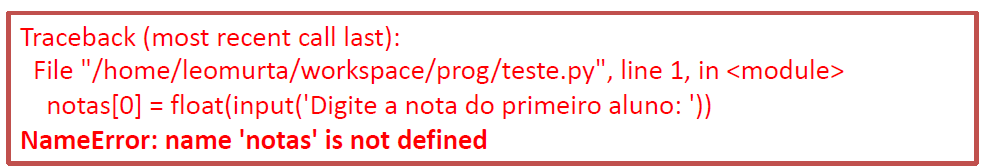 Traceback (most recent call last):
File "/home/leomurta/workspace/prog/teste.py", line 1, in <module>
notas[0] = float(input('Digite a nota do primeiro aluno: '))
NameError: name 'notas' is not defined